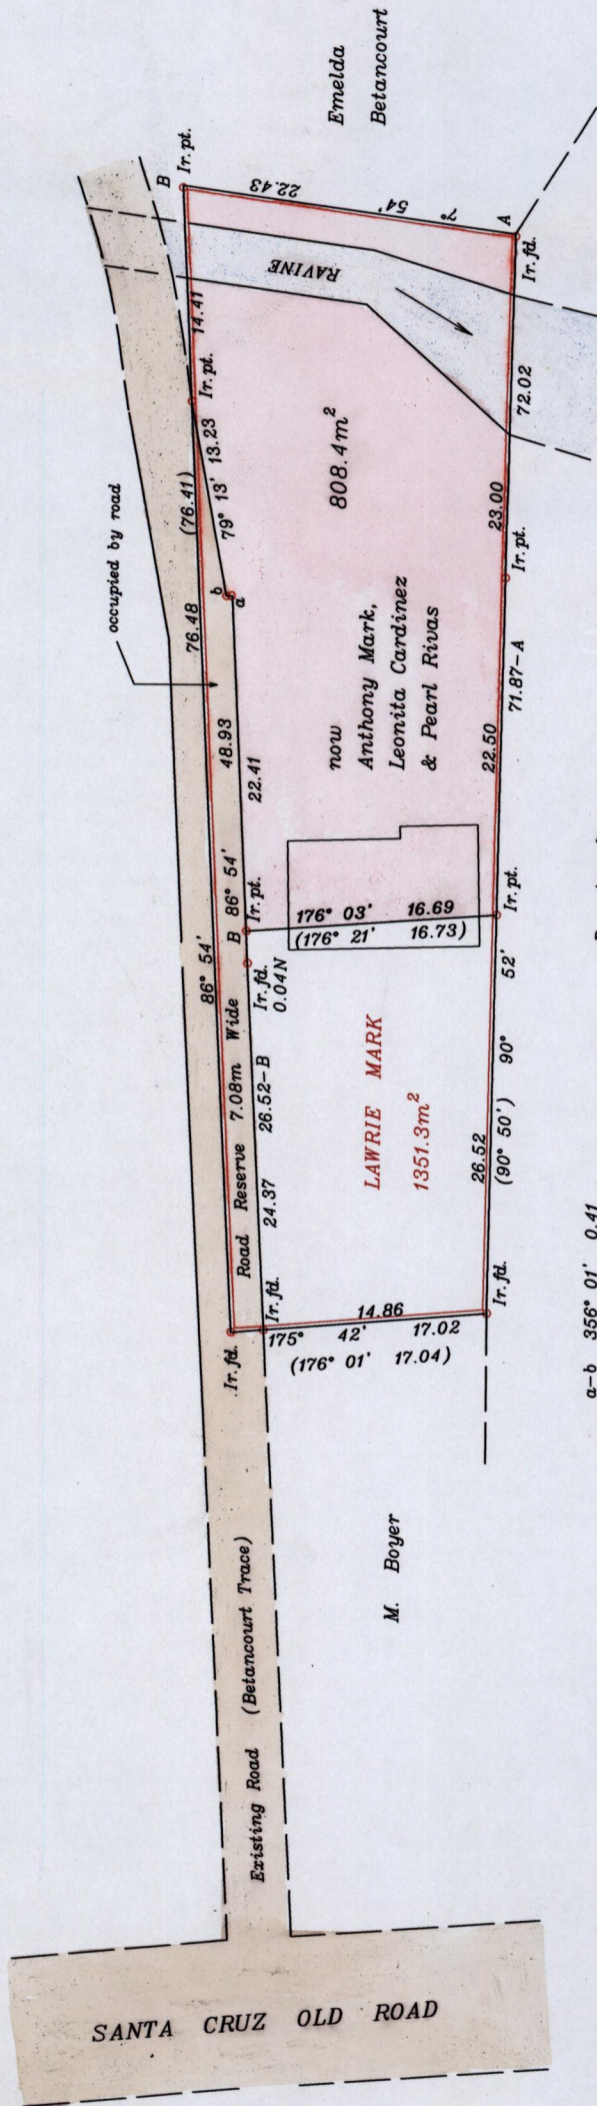 Emelda
Betancourt
B
Ir. pt.
22.43
54'
7°
A
Ir. fd.
RAVINE
14.41
Ir. pt.
13.23
79° 13'
(76.41)
76.48
occupied by road
b
a
808.4m²
72.02
23.00
Ir. pt.
71.87-A
22.50
now
Anthony Mark,
Leonita Cardinez
& Pearl Rivas
48.93
22.41
86° 54'
86° 54'
B
Ir. pt.
176° 03' 16.69
(176° 21' 16.73)
Ir. pt.
Ir. fd.
0.04N
Road Reserve 7.08m Wide
26.52-B
24.37
LAWRIE MARK
1351.3m²
90° 52'
(90° 50')
26.52
Ir. fd.
Ir. fd.
Ir. fd.
14.86
175° 42' 17.02
(176° 01' 17.04)
a-b 356° 01' 0.41
M. Boyer
Existing Road (Betancourt Trace)
SANTA CRUZ OLD ROAD